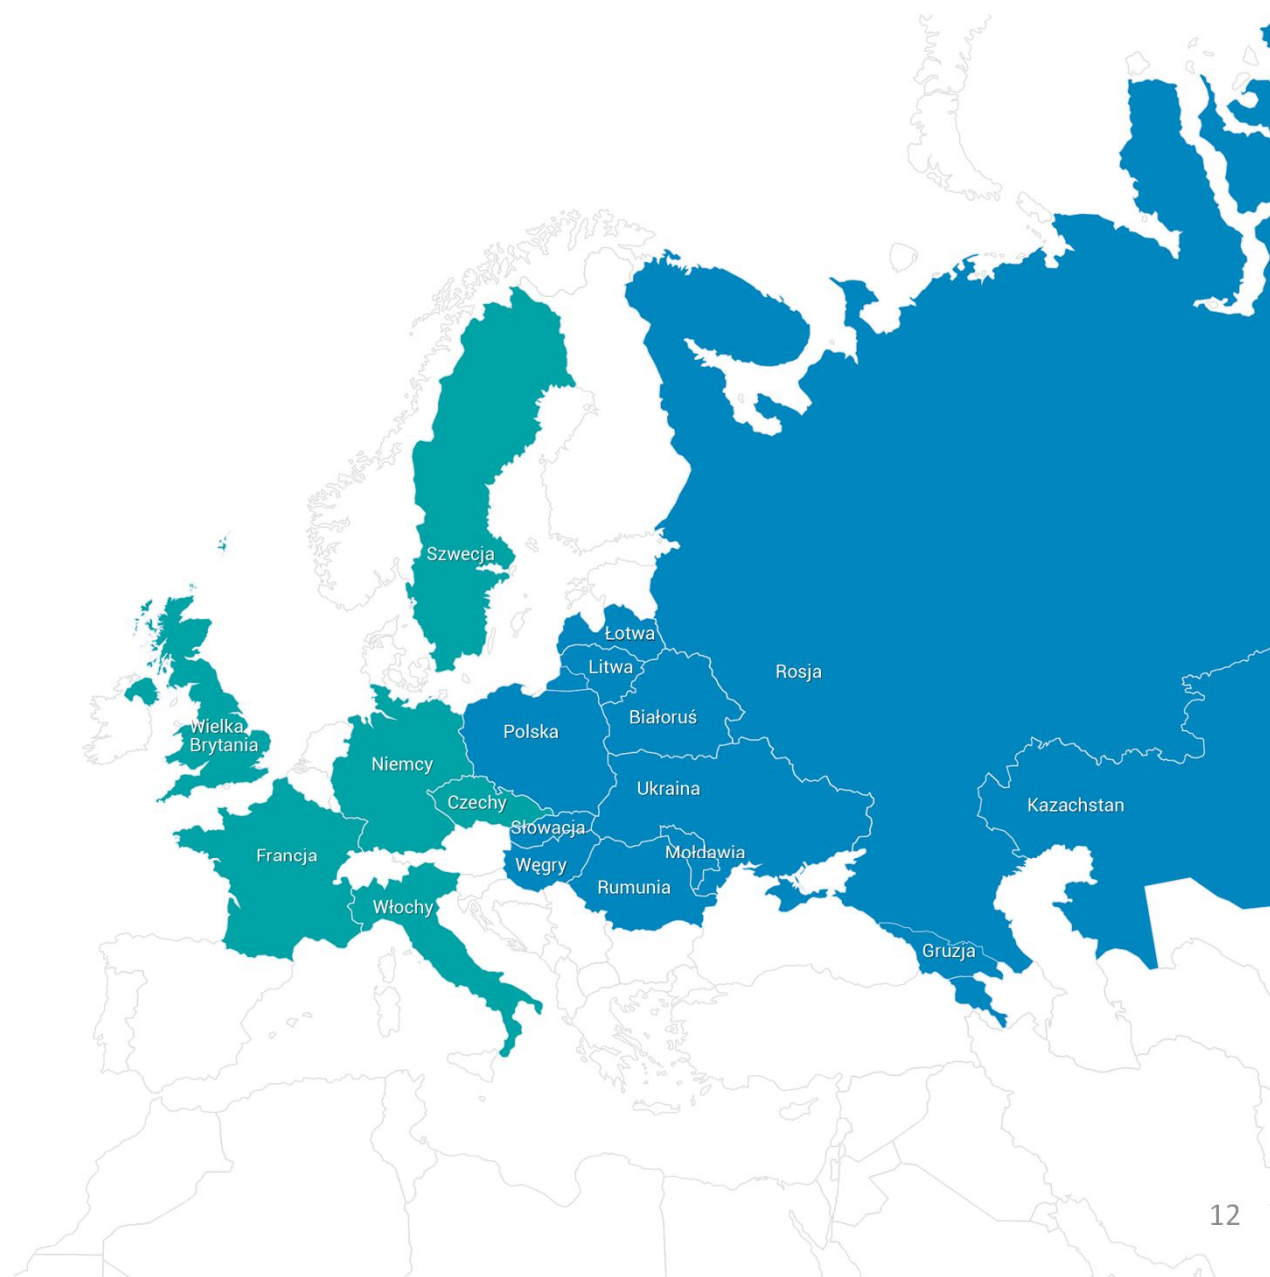 Szwecja
Łotwa
Litwa
Rosja
Białoruś
Wielka
Brytania
Polska
Niemcy
Ukraina
Czechy
Kazachstan
Słowacja
Francja
Mołdawia
Węgry
Rumunia
Włochy
Gruzja
12